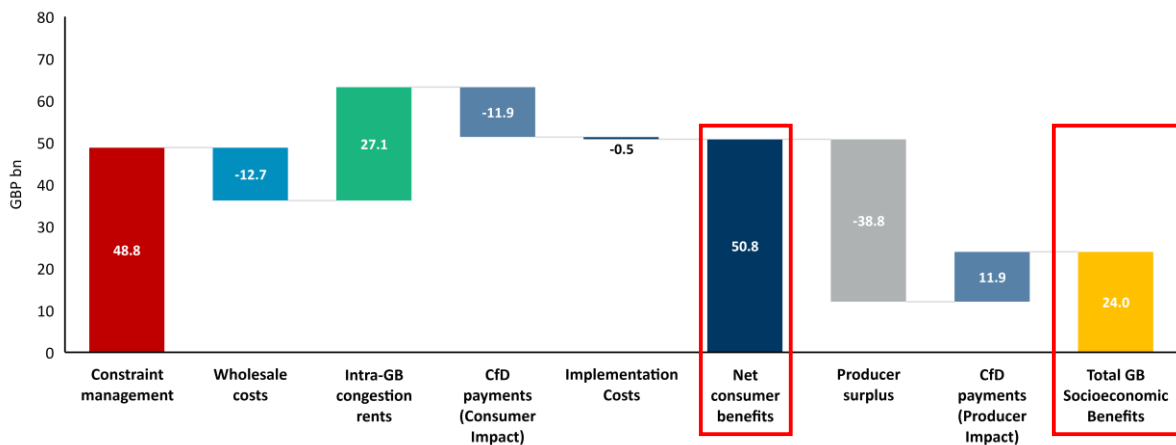 80
70
60
50
40
30
20
10
0
GBP bn
48.8
-12.7
27.1
-11.9
-0.5
50.8
-38.8
11.9
24.0
Constraint
management
Wholesale
costs
Intra-GB
congestion
rents
CfD
payments
(Consumer
Impact)
Implementation
Costs
Net
consumer
benefits
Producer
surplus
CfD
payments
(Producer
Impact)
Total GB
Socioeconomic
Benefits